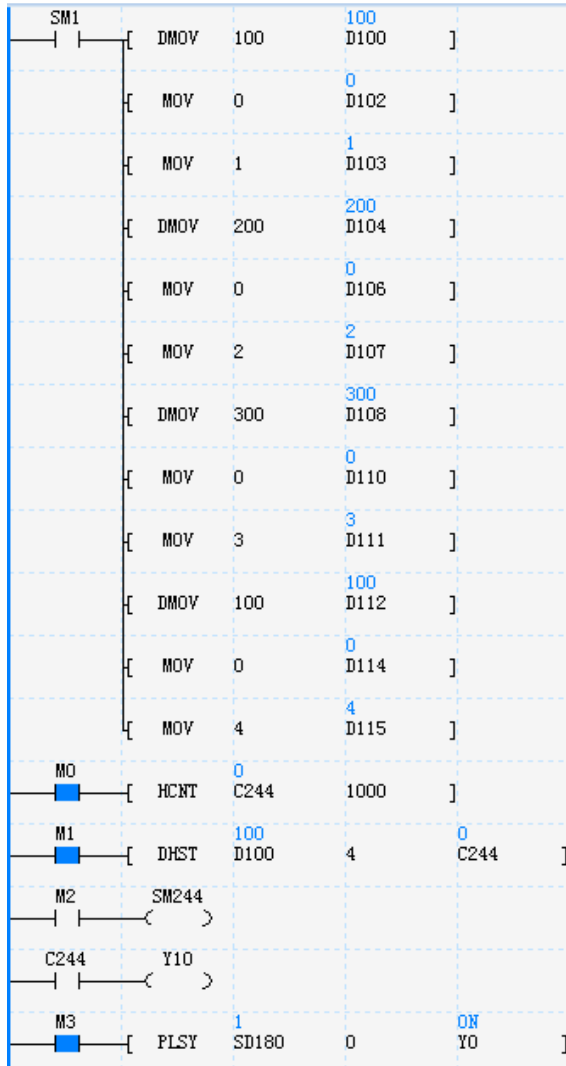 SM1
100
[ DMOV 100 D100 ]
0
[ MOV 0 D102 ]
1
[ MOV 1 D103 ]
200
[ DMOV 200 D104 ]
0
[ MOV 0 D106 ]
2
[ MOV 2 D107 ]
300
[ DMOV 300 D108 ]
0
[ MOV 0 D110 ]
3
[ MOV 3 D111 ]
100
[ DMOV 100 D112 ]
0
[ MOV 0 D114 ]
4
[ MOV 4 D115 ]
M0 0
[ HCNT C244 1000 ]
M1 100 0
[ DHST D100 4 C244 ]
M2 SM244
( )
C244 Y10
( )
M3 1 ON
[ PLSY SD180 0 Y0 ]